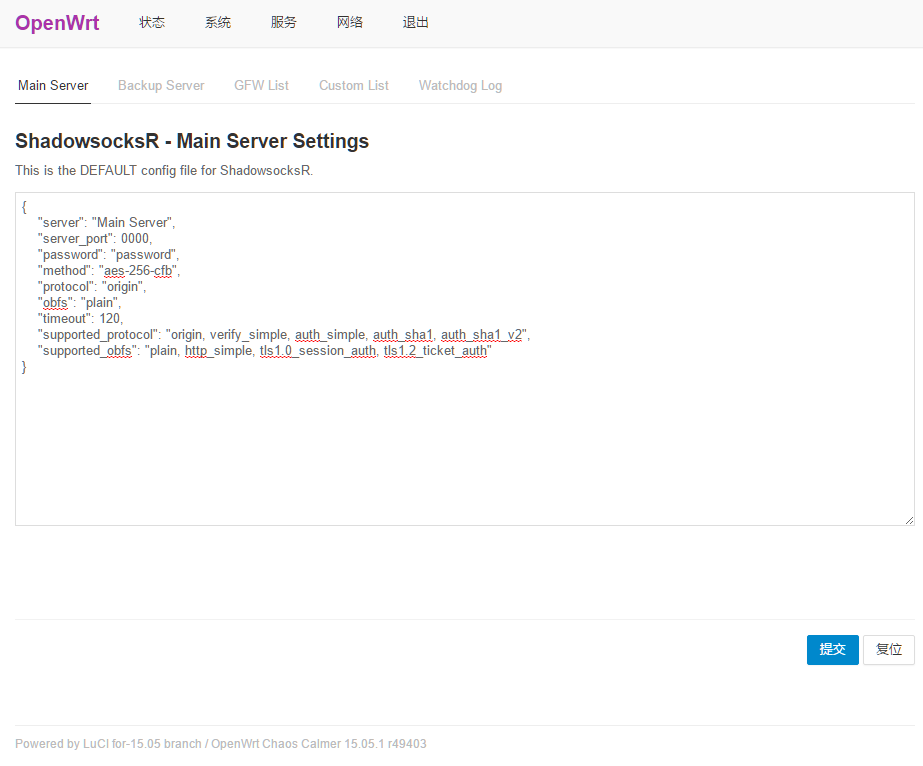 OpenWrt 状态 系统 服务 网络 退出
Main Server Backup Server GFW List Custom List Watchdog Log
ShadowsocksR - Main Server Settings
This is the DEFAULT config file for ShadowsocksR.
{
"server": "Main Server",
"server_port": 0000,
"password": "password",
"method": "aes-256-cfb",
"protocol": "origin",
"obfs": "plain",
"timeout": 120,
"supported_protocol": "origin, verify_simple, auth_simple, auth_sha1, auth_sha1_v2",
"supported_obfs": "plain, http_simple, tls1.0_session_auth, tls1.2_ticket_auth"
}
提交 复位
Powered by LuCI for-15.05 branch / OpenWrt Chaos Calmer 15.05.1 r49403